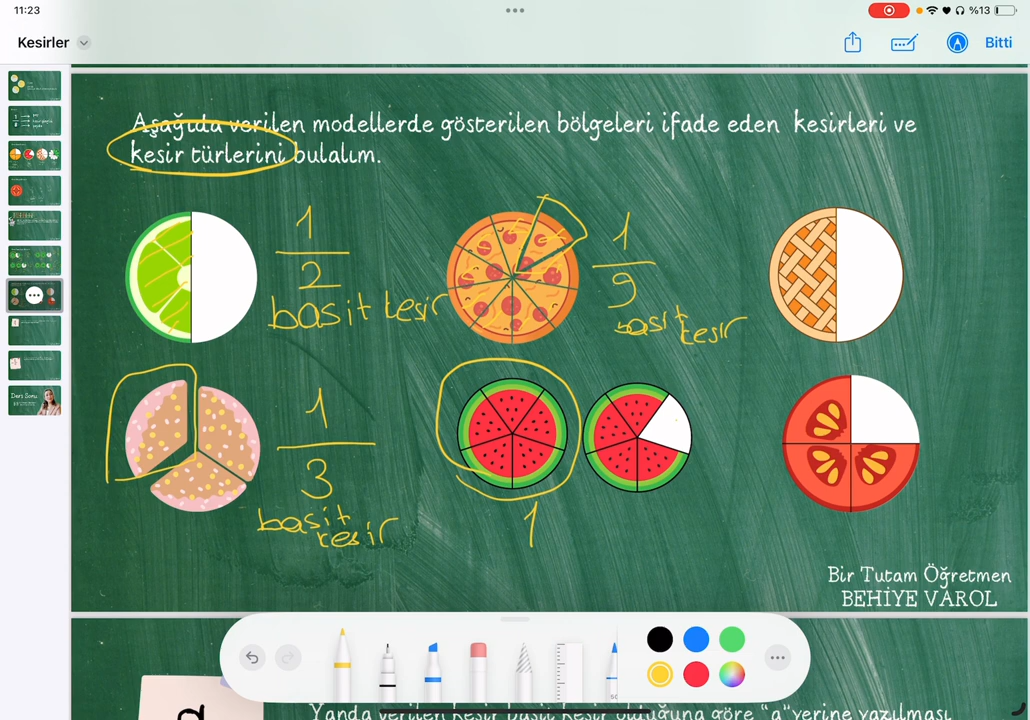 11:23
%13
Kesirler
Bitti
Aşağıda verilen modellerde gösterilen bölgeleri ifade eden kesirleri ve
kesir türlerini bulalım.
1
2
basit kesir
1
9
basit
kesir
1
3
basit
kesir
1
Bir Tutam Öğretmen
BEHİYE VAROL
Yanda verilen kesir basit kesir olduğuna göre "a"yerine yazılması
a